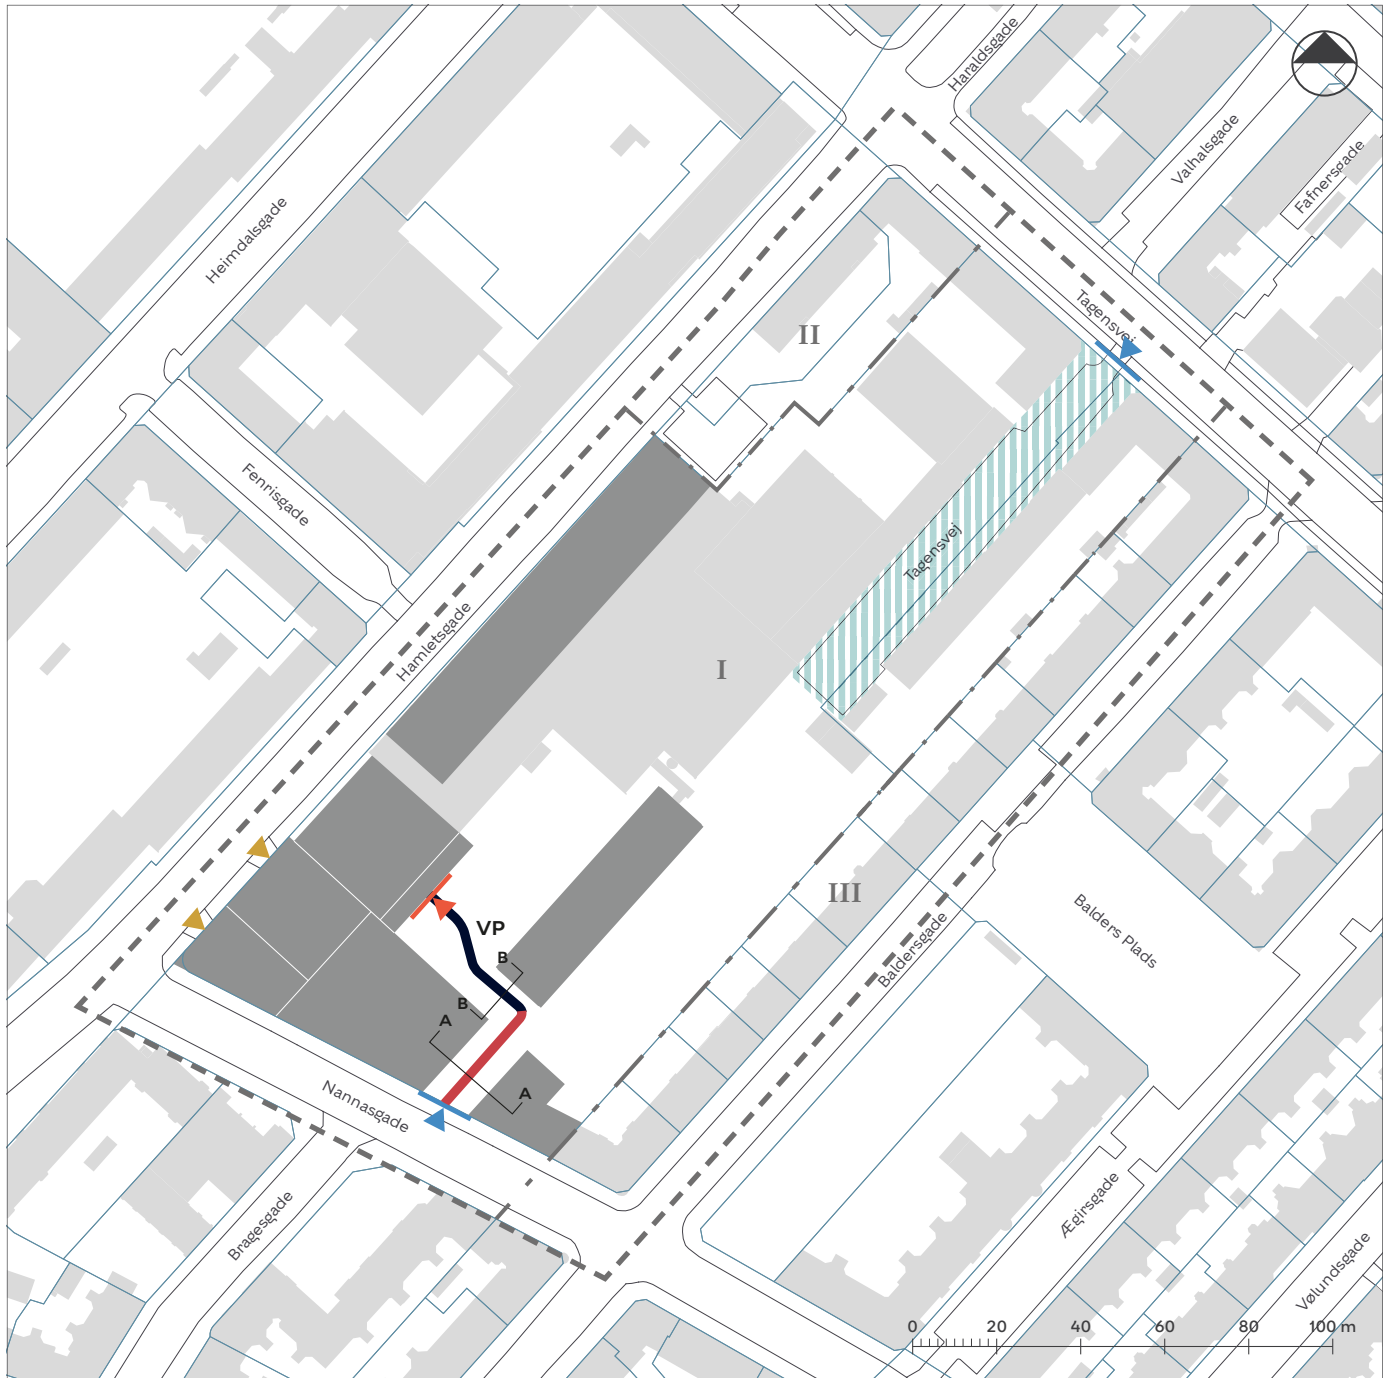 Haraldsgade
Valhalsgade
Fafnersgade
Heimdalsgade
Tagensvej
II
Fenrisgade
Tagensvej
Hamletsgade
I
III
VP
Balders Plads
Baldersgade
B
B
A
A
Nannasgade
Bragesgade
Ægirsgade
Vølundsgade
0 20 40 60 80 100 m